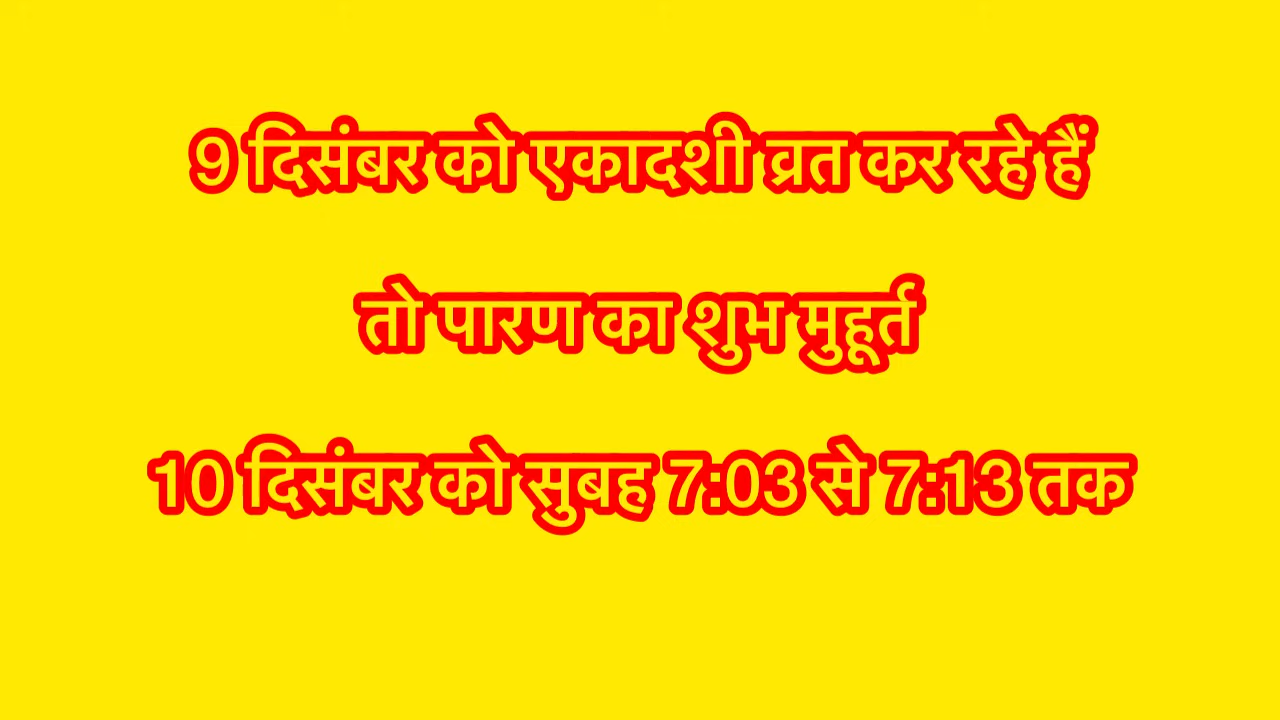 9 दिसंबर को एकादशी व्रत कर रहे हैं
तो पारण का शुभ मुहूर्त
10 दिसंबर को सुबह 7:03 से 7:13 तक